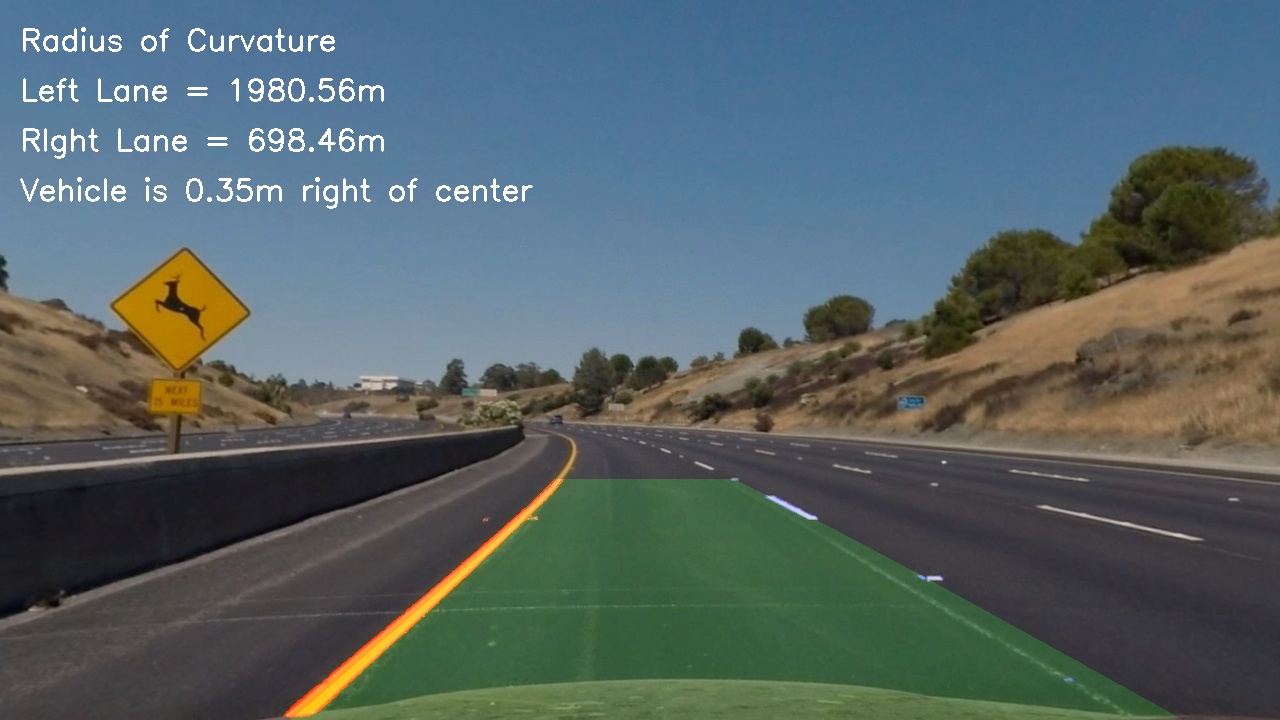 Radius of Curvature
Left Lane = 1980.56m
RIght Lane = 698.46m
Vehicle is 0.35m right of center
NEXT
15 MILES